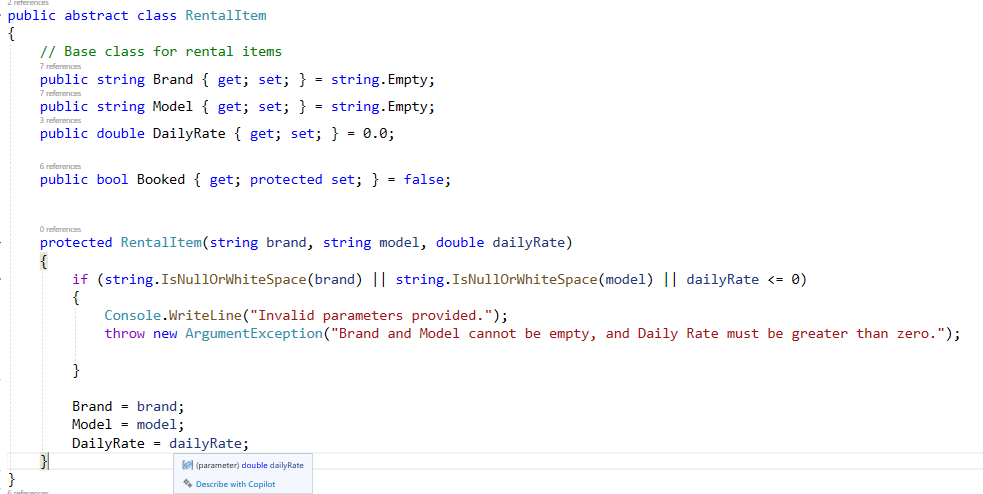 2 references
public abstract class RentalItem
{
// Base class for rental items
7 references
public string Brand { get; set; } = string.Empty;
7 references
public string Model { get; set; } = string.Empty;
3 references
public double DailyRate { get; set; } = 0.0;
6 references
public bool Booked { get; protected set; } = false;
0 references
protected RentalItem(string brand, string model, double dailyRate)
{
if (string.IsNullOrWhiteSpace(brand) || string.IsNullOrWhiteSpace(model) || dailyRate <= 0)
{
Console.WriteLine("Invalid parameters provided.");
throw new ArgumentException("Brand and Model cannot be empty, and Daily Rate must be greater than zero.");
}
Brand = brand;
Model = model;
DailyRate = dailyRate;
}
(parameter) double dailyRate
}
Describe with Copilot
6 references